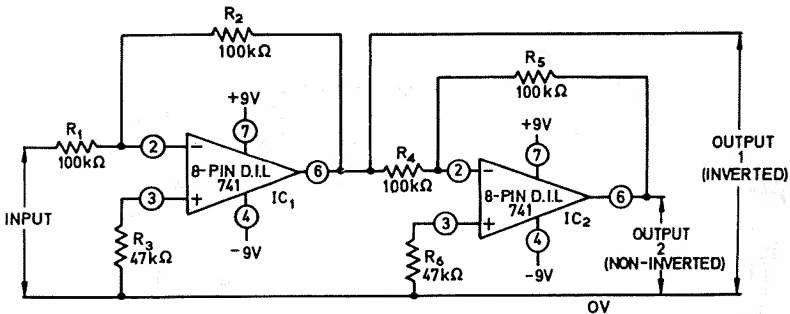 R2
100kΩ
R5
100kΩ
+9V
7
R1
100kΩ
2
−
8-PIN D.I.L
741
6
3
+
IC1
4
−9V
R3
47kΩ
INPUT
R4
100kΩ
+9V
7
2
−
8-PIN D.I.L
741
6
3
+
IC2
4
−9V
R6
47kΩ
OUTPUT
1
(INVERTED)
OUTPUT
2
(NON-INVERTED)
0V